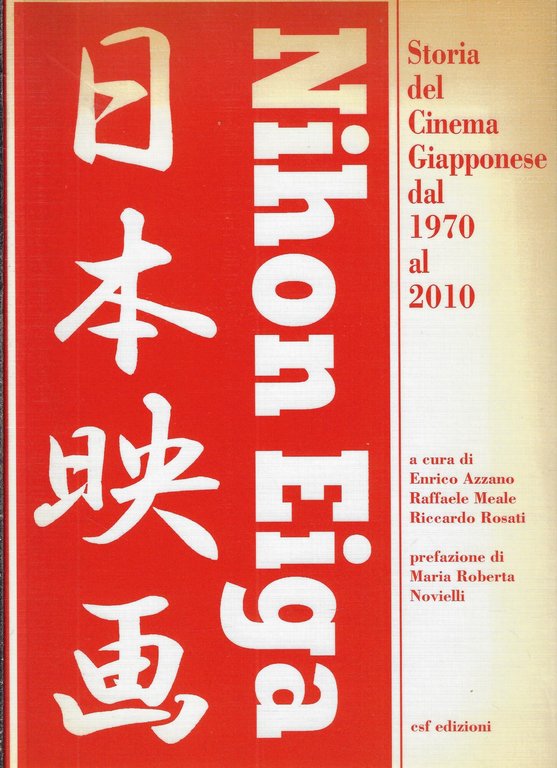 日本映画
Nihon Eiga
Storia
del
Cinema
Giapponese
dal
1970
al
2010
a cura di
Enrico Azzano
Raffaele Meale
Riccardo Rosati
prefazione di
Maria Roberta
Novielli
csf edizioni